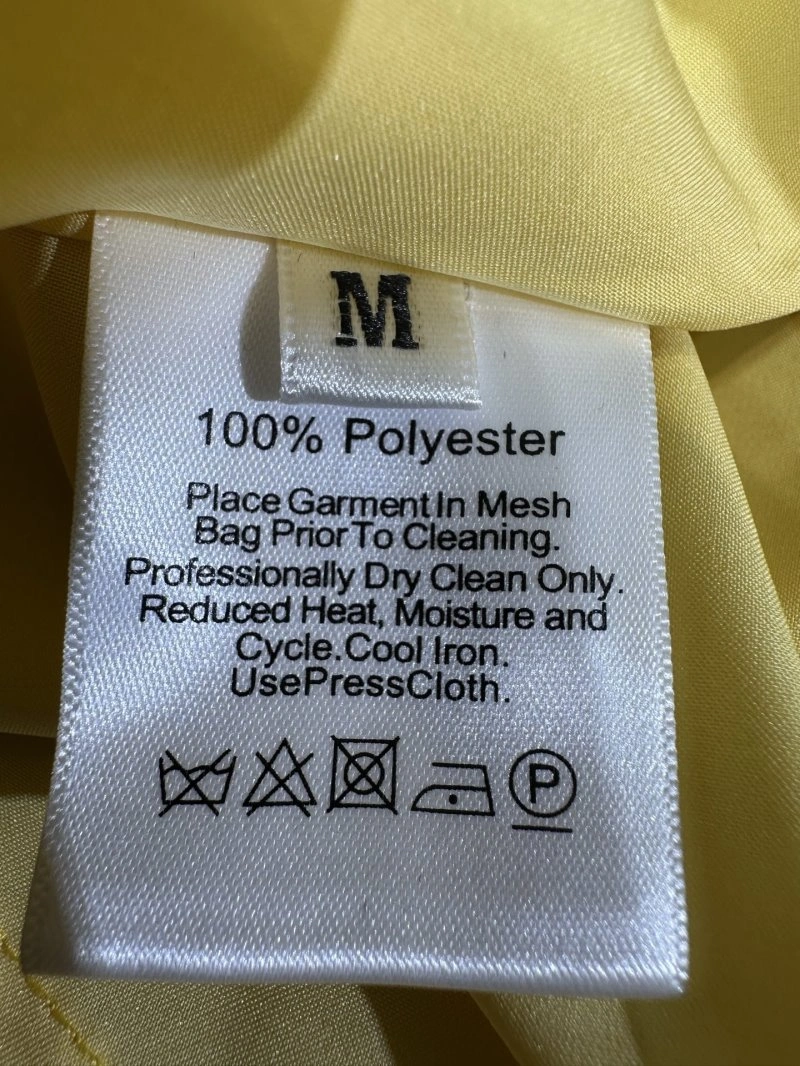 M
100% Polyester
Place Garment In Mesh
Bag Prior To Cleaning.
Professionally Dry Clean Only.
Reduced Heat, Moisture and
Cycle.Cool Iron.
UsePressCloth.
P